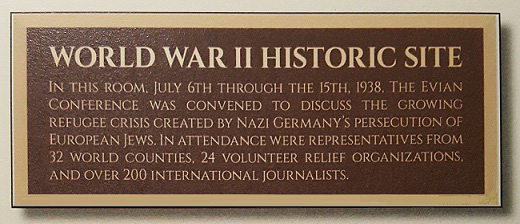 WORLD WAR II HISTORIC SITE
IN THIS ROOM, JULY 6TH THROUGH THE 15TH, 1938, THE EVIAN
CONFERENCE WAS CONVENED TO DISCUSS THE GROWING
REFUGEE CRISIS CREATED BY NAZI GERMANY'S PERSECUTION OF
EUROPEAN JEWS. IN ATTENDANCE WERE REPRESENTATIVES FROM
32 WORLD COUNTIES, 24 VOLUNTEER RELIEF ORGANIZATIONS,
AND OVER 200 INTERNATIONAL JOURNALISTS.